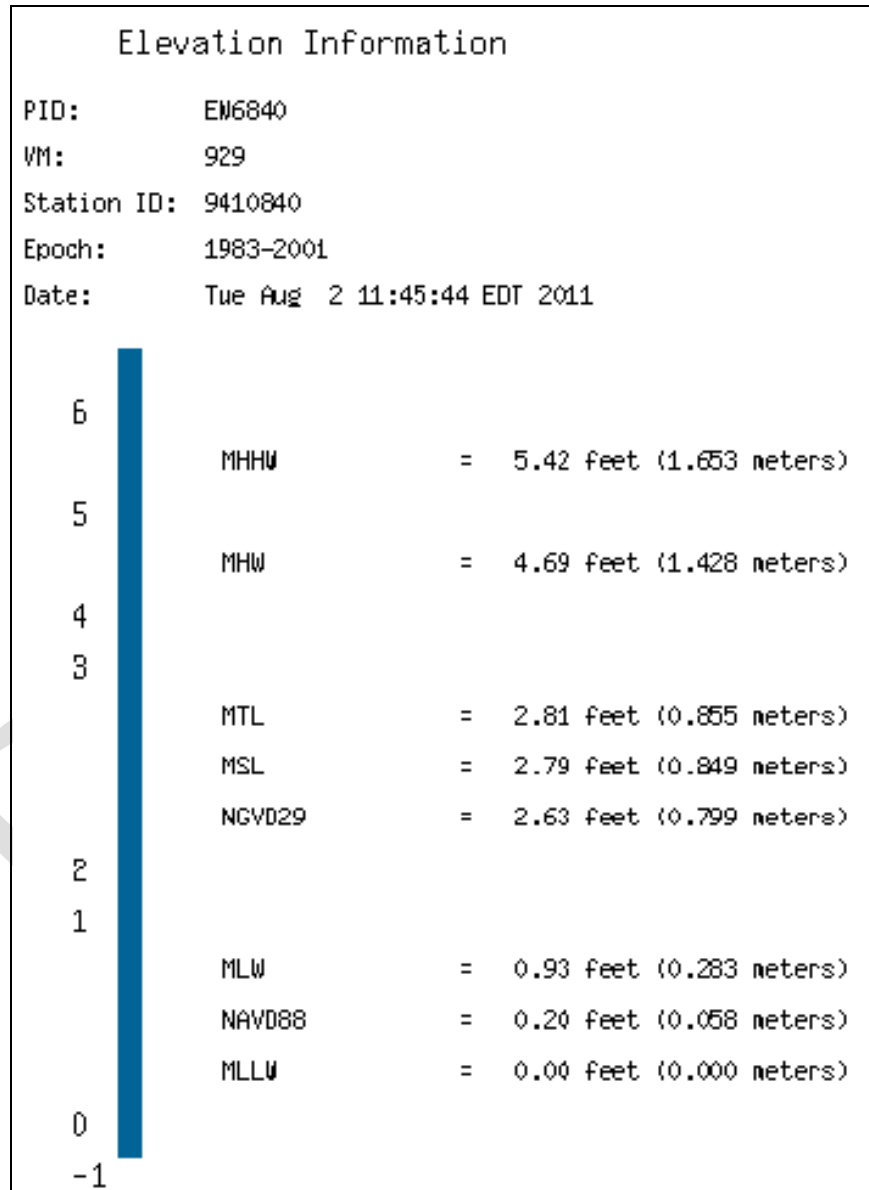 Elevation Information
PID: EW6840
VM: 929
Station ID: 9410840
Epoch: 1983-2001
Date: Tue Aug 2 11:45:44 EDT 2011
6
MHHW = 5.42 feet (1.653 meters)
5
MHW = 4.69 feet (1.428 meters)
4
3
MTL = 2.81 feet (0.855 meters)
MSL = 2.79 feet (0.849 meters)
NGVD29 = 2.63 feet (0.799 meters)
2
1
MLW = 0.93 feet (0.283 meters)
NAVD88 = 0.20 feet (0.058 meters)
MLLW = 0.00 feet (0.000 meters)
0
-1